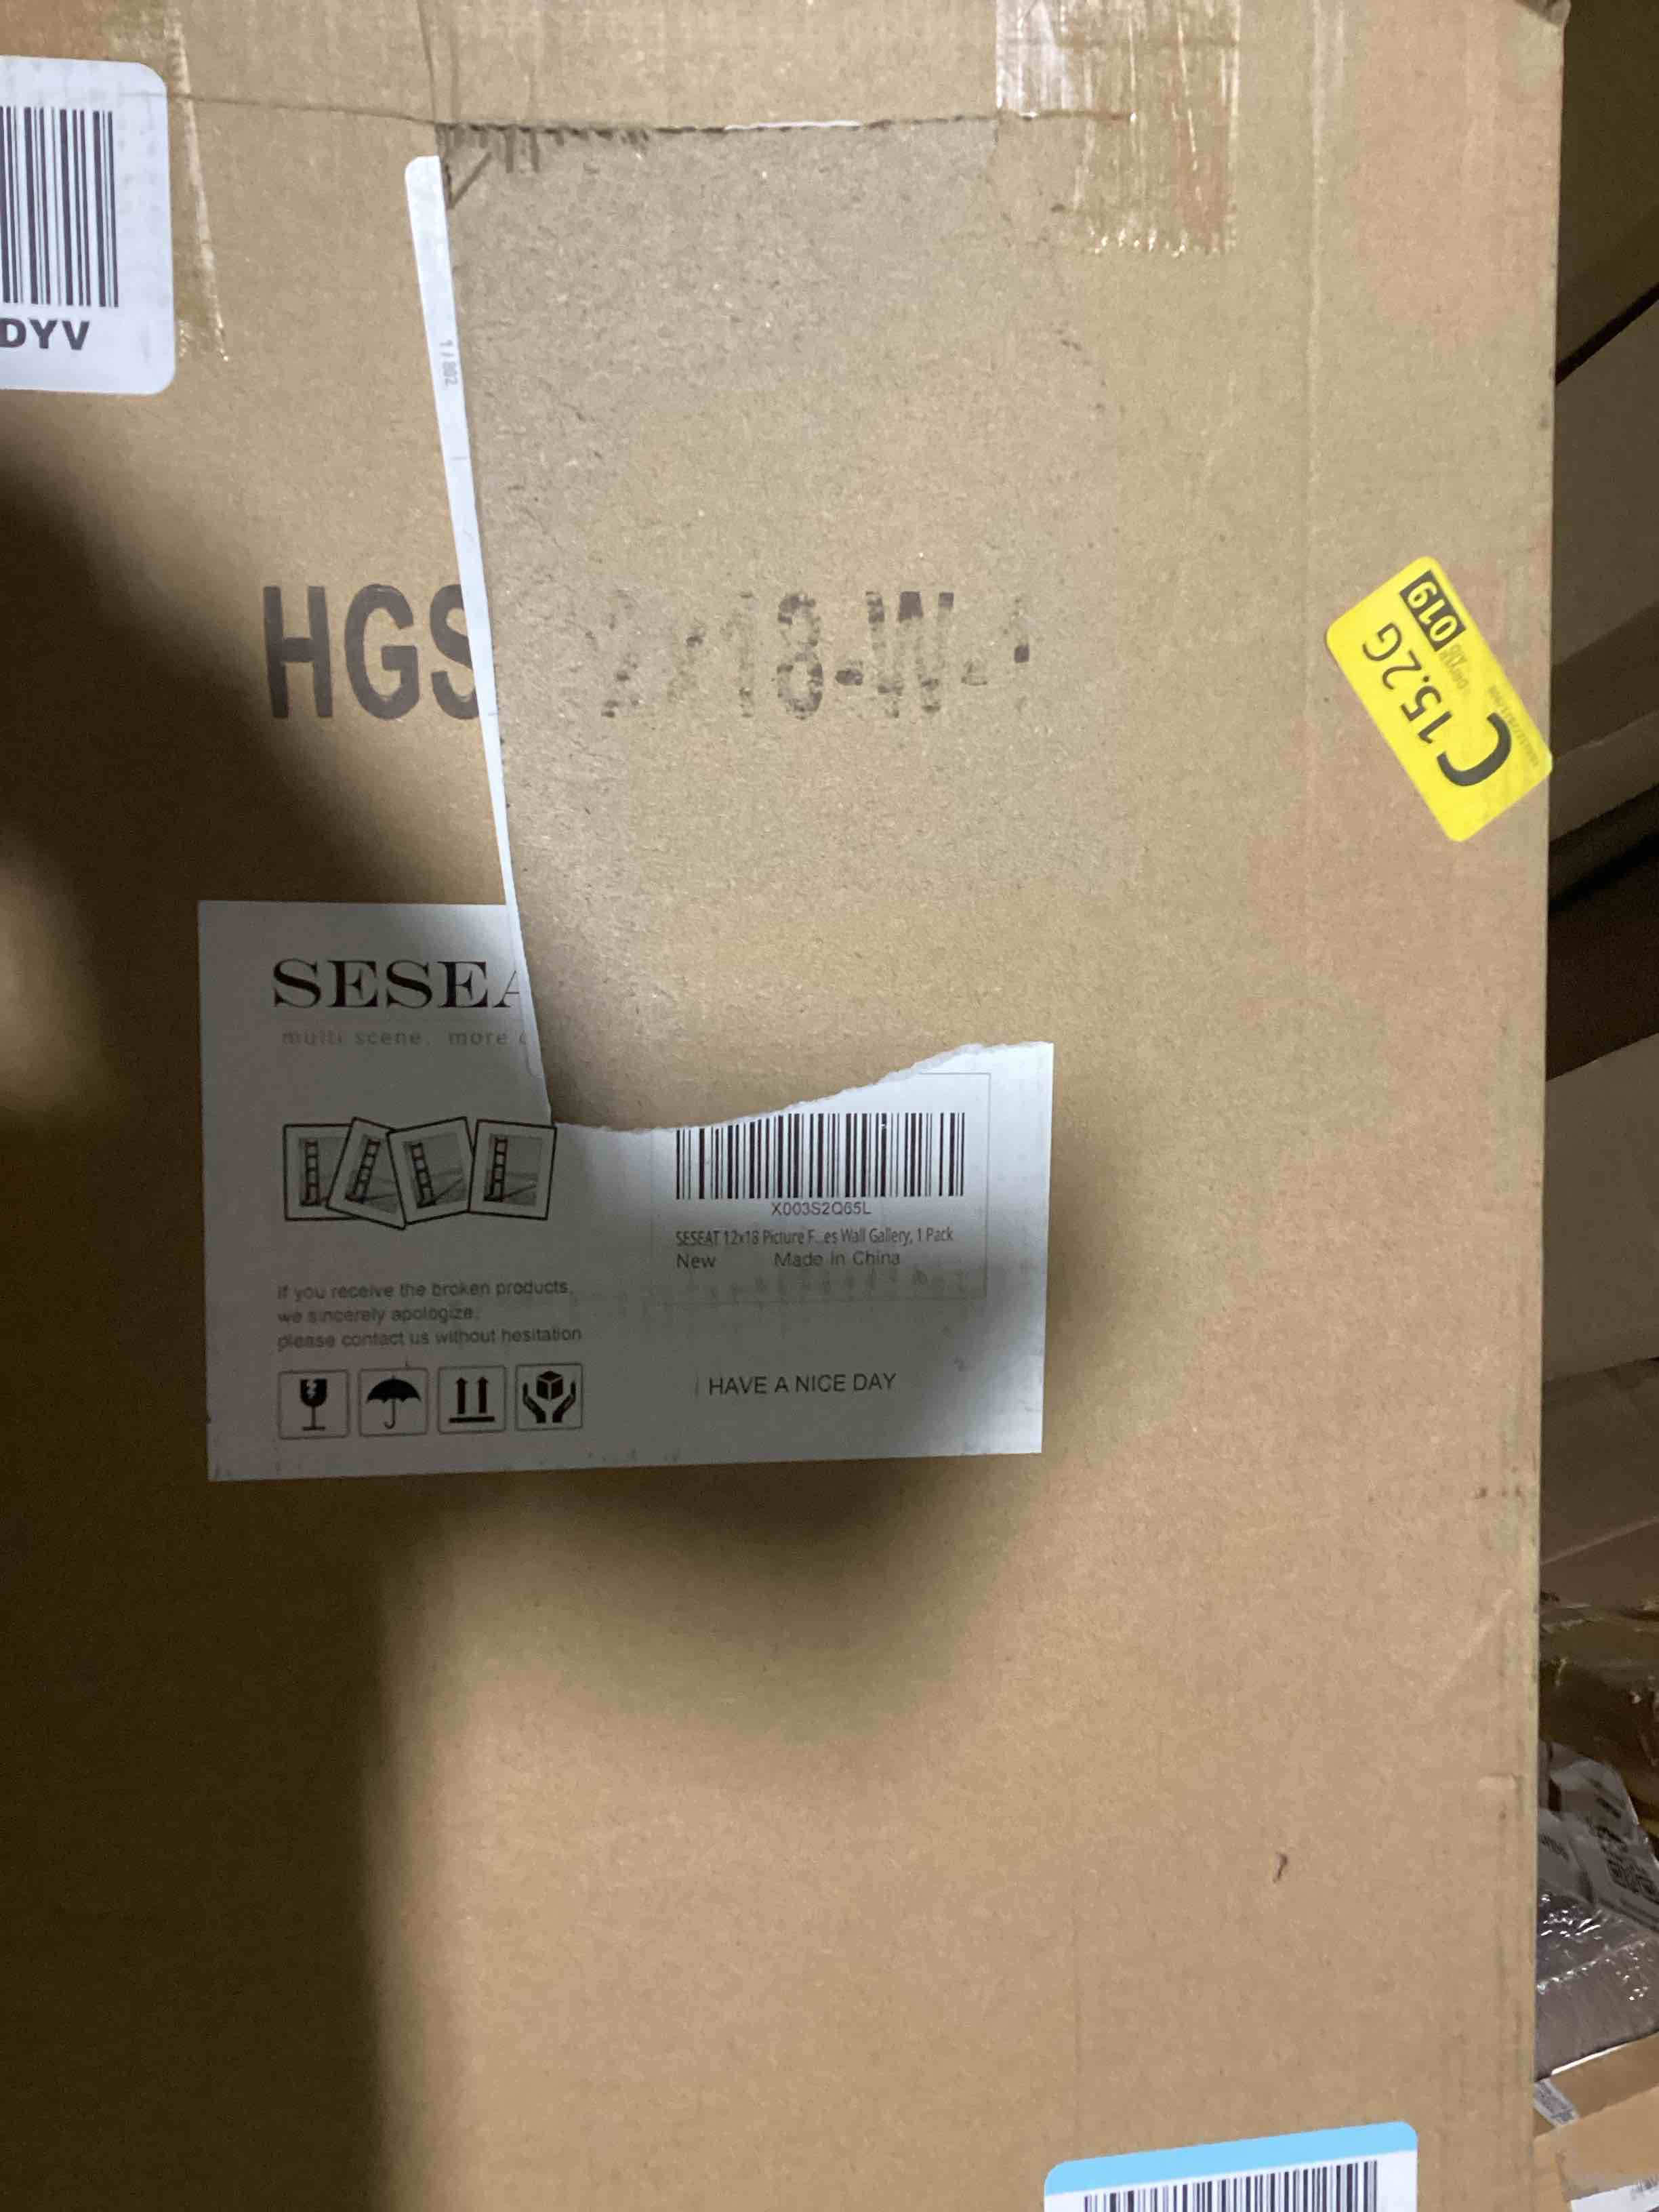 DYV
HGS
x18-W-1
C 15.2G
019
SESEA
multi scene, more
X003S2Q65L
SESEAT 12x18 Picture F...es Wall Gallery, 1 Pack
New Made In China
If you receive the broken products,
we sincerely apologize.
please contact us without hesitation
HAVE A NICE DAY